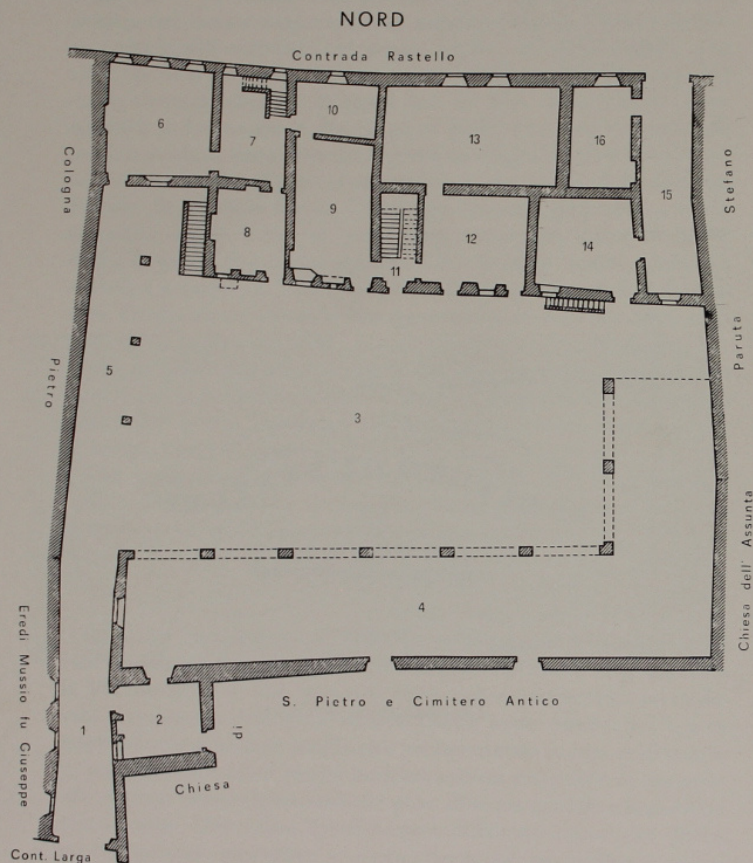 NORD
Contrada Rastello
Cologna
Pietro
Stefano
Paruta
6
7
10
13
16
15
8
9
11
12
14
5
3
4
Eredi Mussio fu Giuseppe
Chiesa dell' Assunta
S. Pietro e Cimitero Antico
1
2
di
Chiesa
Cont. Larga